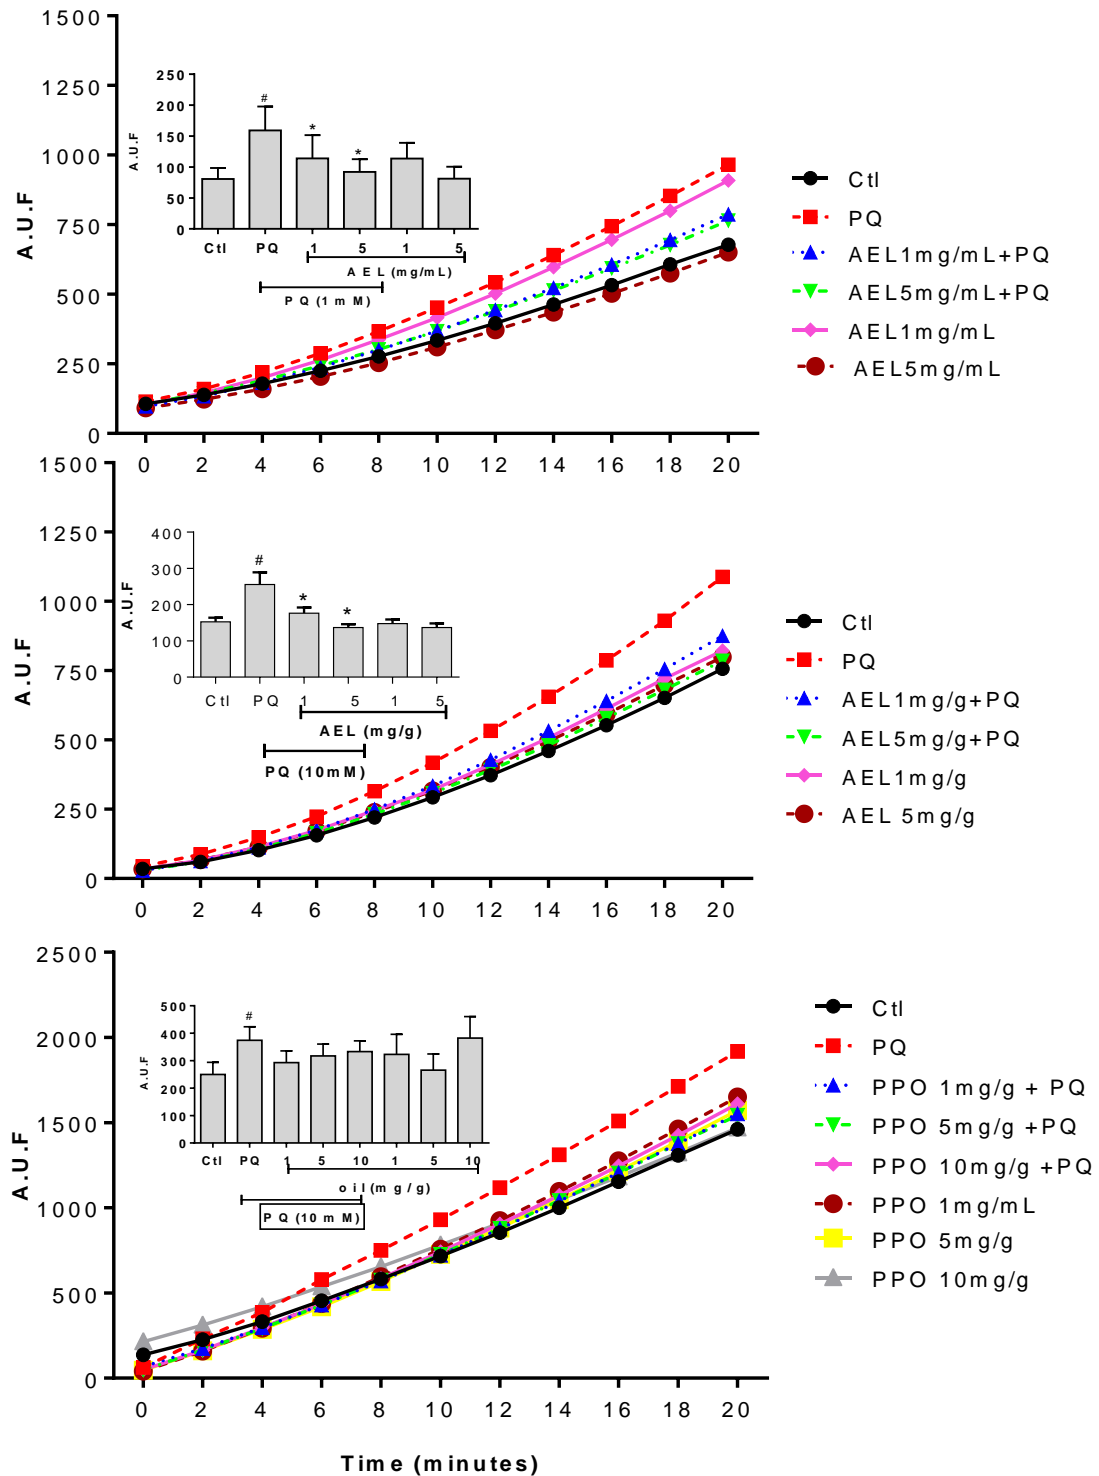 1500
1250
1000
750
500
250
0
A.U.F
250
200
150
100
50
0
A.U.F
#
*
*
Ctl PQ 1 5 1 5
AEL (mg/mL)
PQ (1 mM)
0 2 4 6 8 10 12 14 16 18 20
Ctl
PQ
AEL1mg/mL+PQ
AEL5mg/mL+PQ
AEL1mg/mL
AEL5mg/mL
1500
1250
1000
750
500
250
0
A.U.F
400
300
200
100
0
A.U.F
#
*
*
Ctl PQ 1 5 1 5
AEL (mg/g)
PQ (10mM)
0 2 4 6 8 10 12 14 16 18 20
Ctl
PQ
AEL1mg/g+PQ
AEL5mg/g+PQ
AEL1mg/g
AEL 5mg/g
2500
2000
1500
1000
500
0
A.U.F
500
400
300
200
100
0
A.U.F
#
Ctl PQ 1 5 10 1 5 10
oil(mg/g)
PQ (10 mM)
0 2 4 6 8 10 12 14 16 18 20
Time (minutes)
Ctl
PQ
PPO 1mg/g + PQ
PPO 5mg/g +PQ
PPO 10mg/g +PQ
PPO 1mg/mL
PPO 5mg/g
PPO 10mg/g